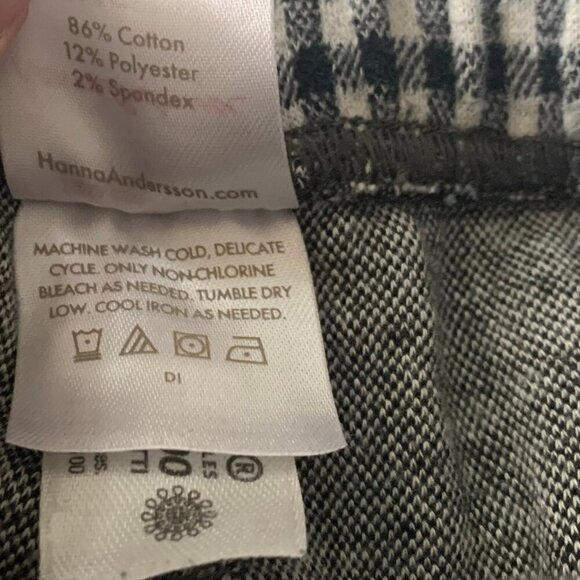 86% Cotton
12% Polyester
2% Spandex
HannaAndersson.com
MACHINE WASH COLD, DELICATE
CYCLE. ONLY NON-CHLORINE
BLEACH AS NEEDED. TUMBLE DRY
LOW. COOL IRON AS NEEDED.
DI
®